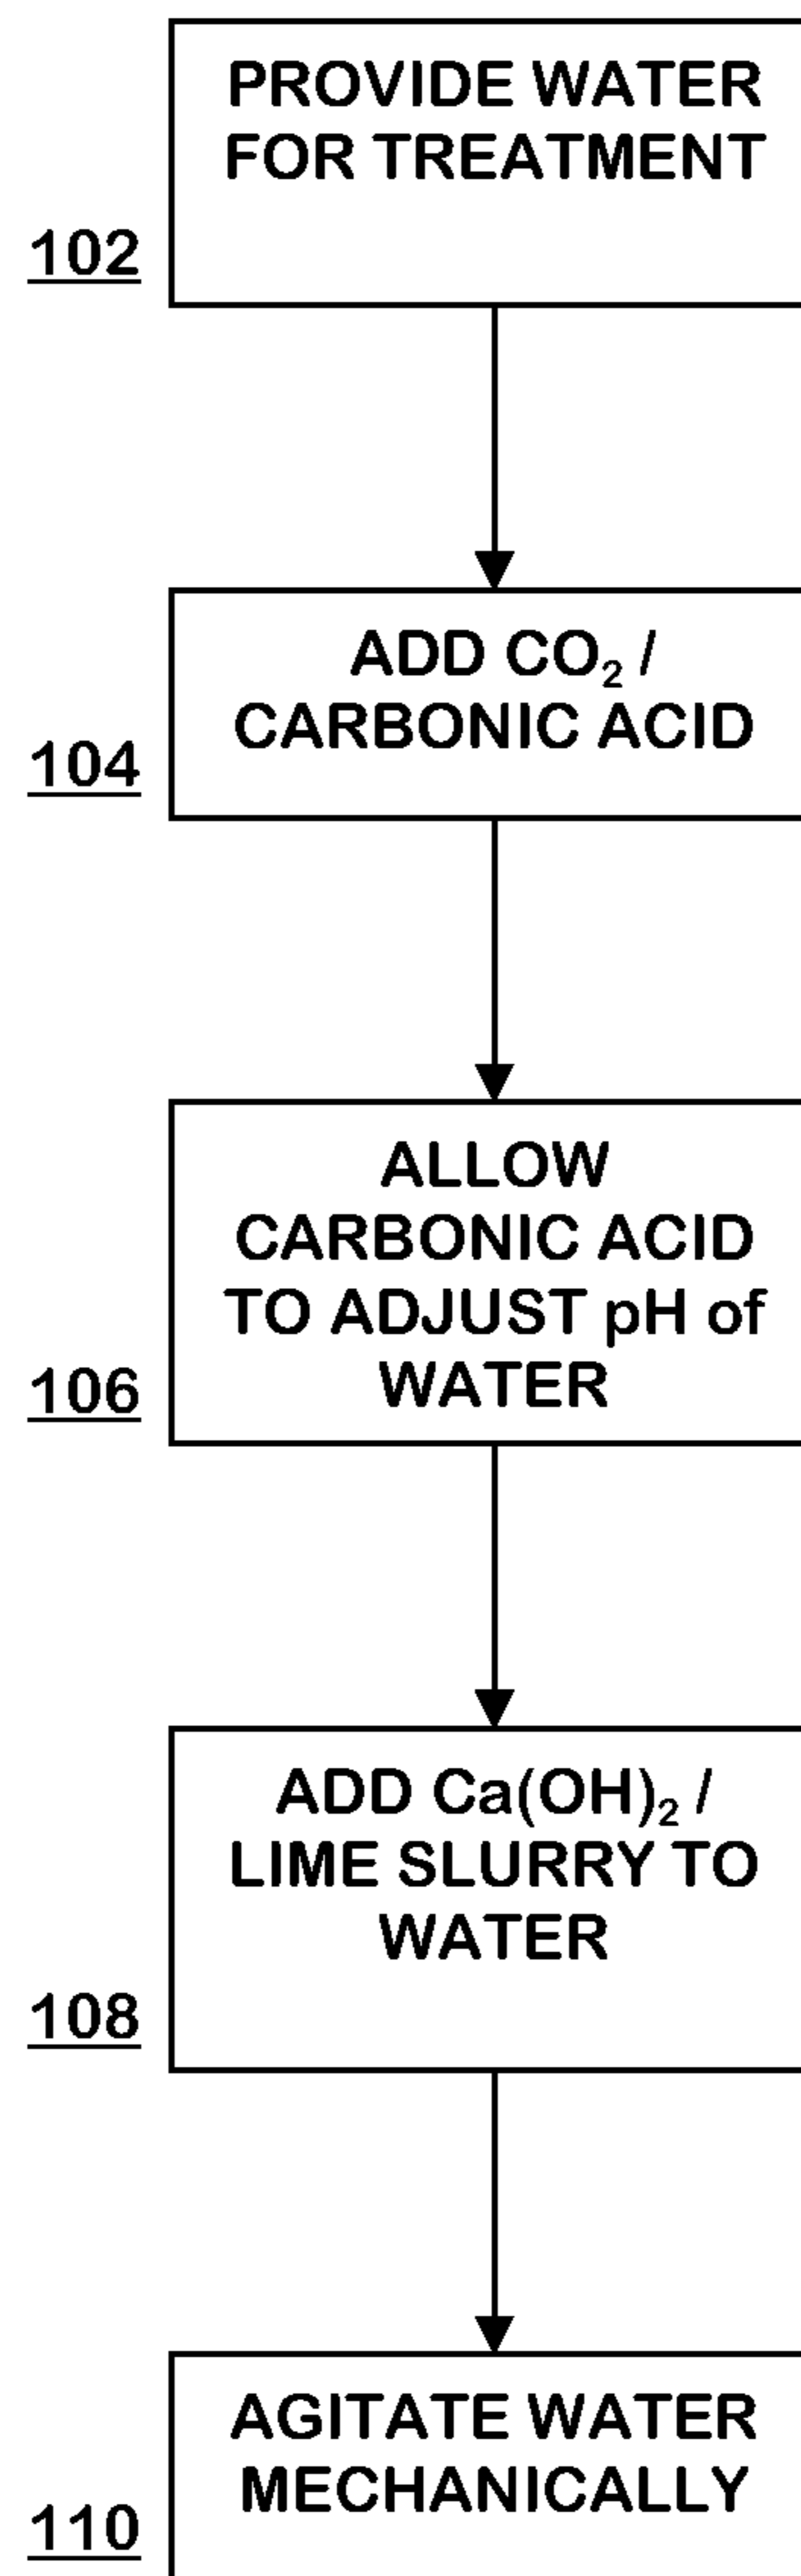 PROVIDE WATER
FOR TREATMENT
102
ADD CO₂ /
CARBONIC ACID
104
ALLOW
CARBONIC ACID
TO ADJUST pH of
WATER
106
ADD Ca(OH)₂ /
LIME SLURRY TO
WATER
108
AGITATE WATER
MECHANICALLY
110